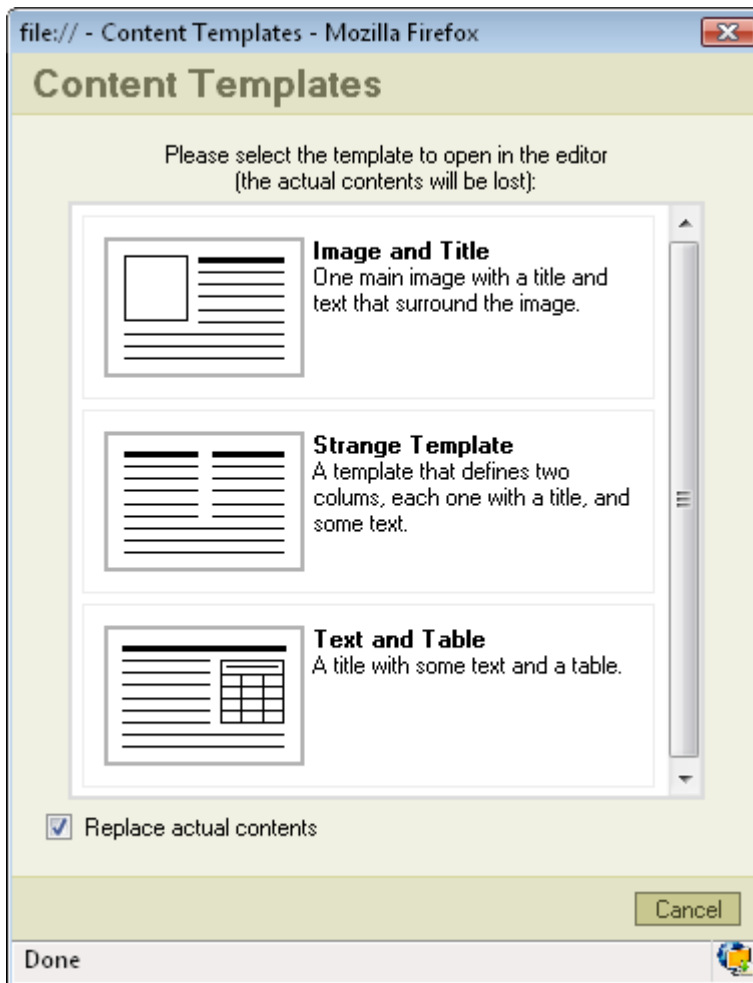 file:// - Content Templates - Mozilla Firefox
Content Templates
Please select the template to open in the editor
(the actual contents will be lost):
Image and Title
One main image with a title and
text that surround the image.
Strange Template
A template that defines two
colums, each one with a title, and
some text.
Text and Table
A title with some text and a table.
Replace actual contents
Cancel
Done